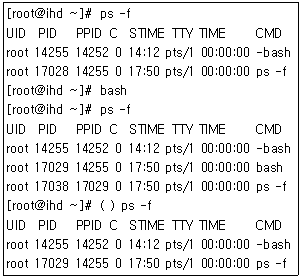 [root@ihd ~]# ps -f
UID PID PPID C STIME TTY TIME CMD
root 14255 14252 0 14:12 pts/1 00:00:00 -bash
root 17028 14255 0 17:50 pts/1 00:00:00 ps -f
[root@ihd ~]# bash
[root@ihd ~]# ps -f
UID PID PPID C STIME TTY TIME CMD
root 14255 14252 0 14:12 pts/1 00:00:00 -bash
root 17029 14255 0 17:50 pts/1 00:00:00 bash
root 17038 17029 0 17:50 pts/1 00:00:00 ps -f
[root@ihd ~]# ( ) ps -f
UID PID PPID C STIME TTY TIME CMD
root 14255 14252 0 14:12 pts/1 00:00:00 -bash
root 17029 14255 0 17:50 pts/1 00:00:00 ps -f